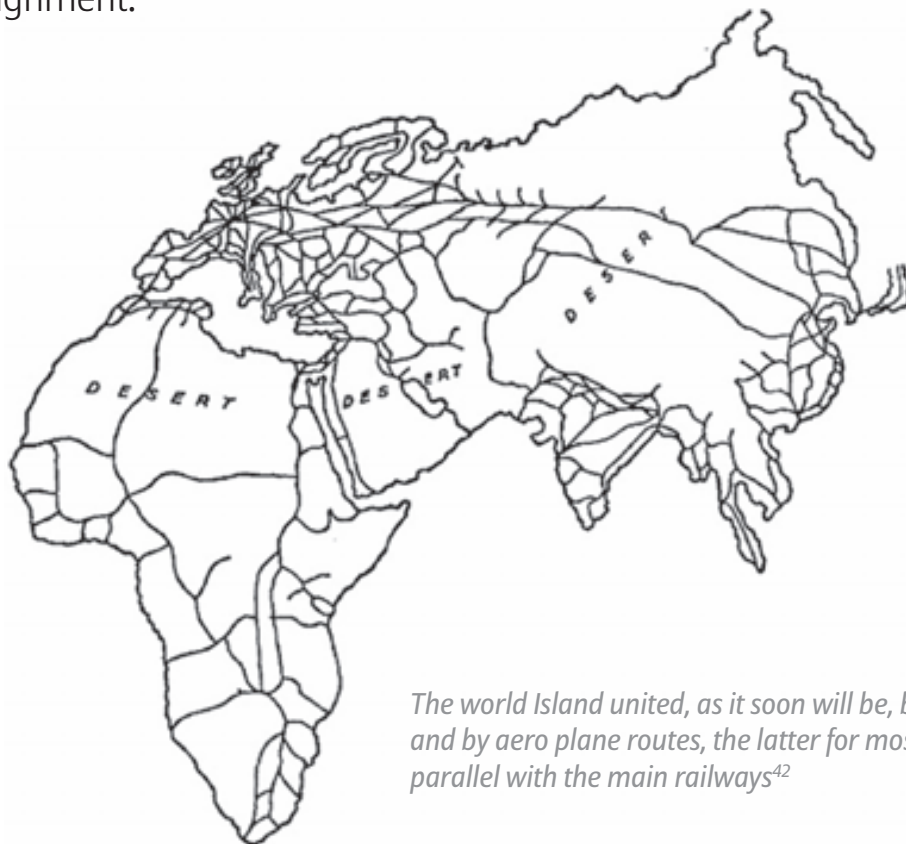 ignment.
DESER
DESERT
DESERT
The world Island united, as it soon will be, b
and by aero plane routes, the latter for mos
parallel with the main railways42